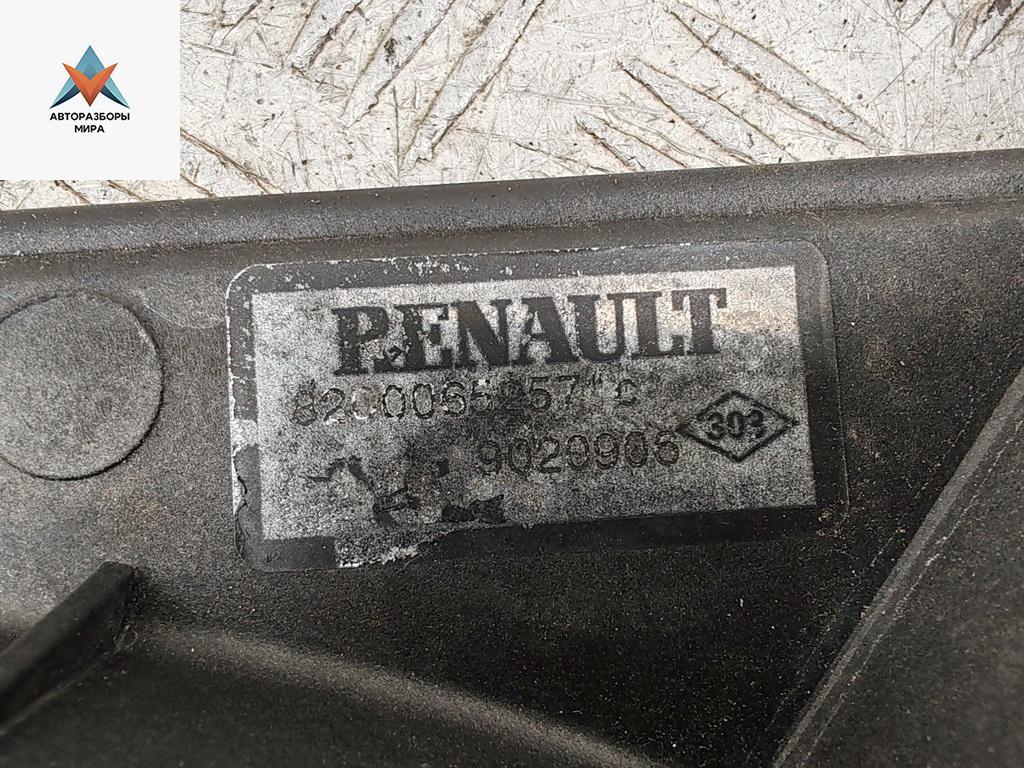 АВТОРАЗБОРЫ
МИРА
RENAULT
8200065257"C"
9020906
303